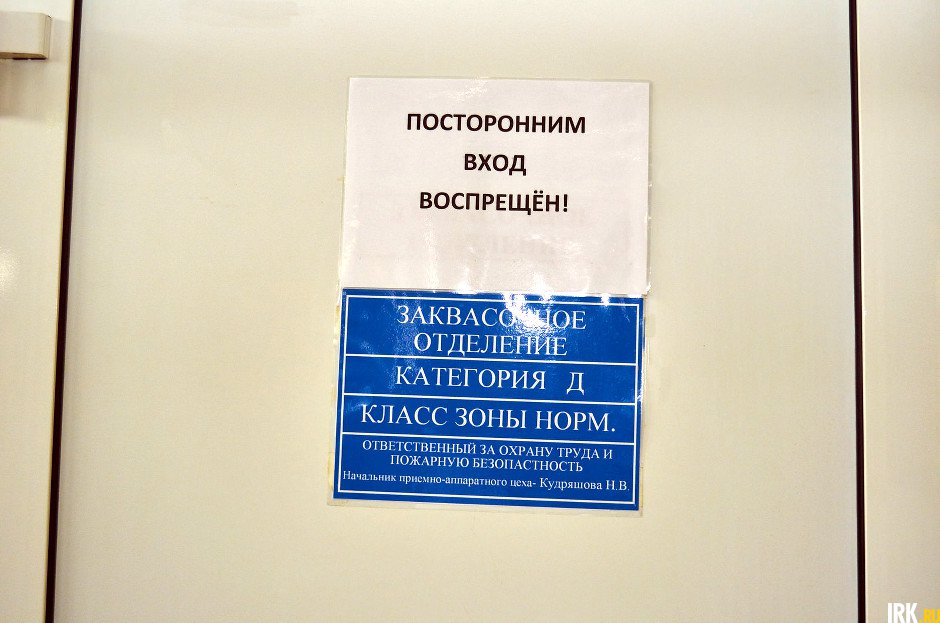 ПОСТОРОННИМ
ВХОД
ВОСПРЕЩЁН!
ЗАКВАСОЧНОЕ
ОТДЕЛЕНИЕ
КАТЕГОРИЯ Д
КЛАСС ЗОНЫ НОРМ.
ОТВЕТСТВЕННЫЙ ЗА ОХРАНУ ТРУДА И
ПОЖАРНУЮ БЕЗОПАСТНОСТЬ
Начальник приемно-аппаратного цеха- Кудряшова Н.В.
IRK.RU